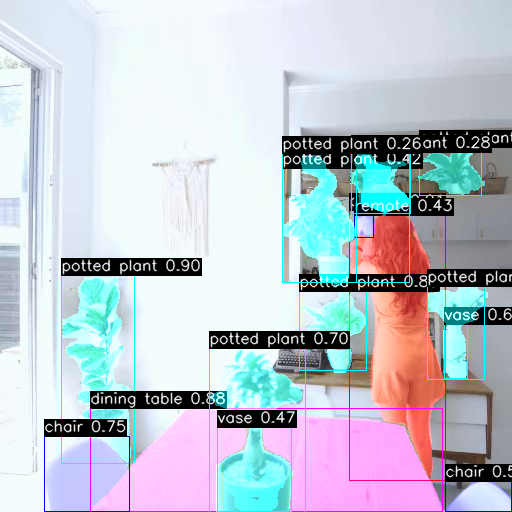 potted plant 0.26
ant 0.28
potted plant 0.42
remote 0.43
potted plant 0.90
potted plant 0.8
potted plan
vase 0.6
potted plant 0.70
dining table 0.88
vase 0.47
chair 0.75
chair 0.5